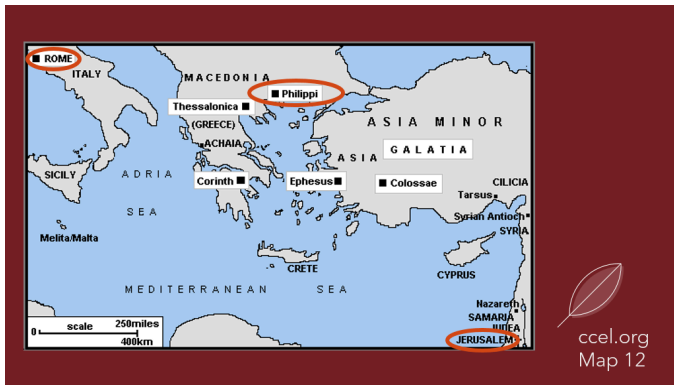 ROME
ITALY
MACEDONIA
Philippi
Thessalonica
(GREECE)
ACHAIA
ASIA MINOR
GALATIA
ASIA
SICILY
ADRIA
SEA
Corinth
Ephesus
Colossae
CILICIA
Tarsus
Syrian Antioch
SYRIA
Melita/Malta
CRETE
CYPRUS
MEDITERRANEAN SEA
Nazareth
SAMARIA
JUDEA
JERUSALEM
scale 250miles
0
400km
ccel.org
Map 12